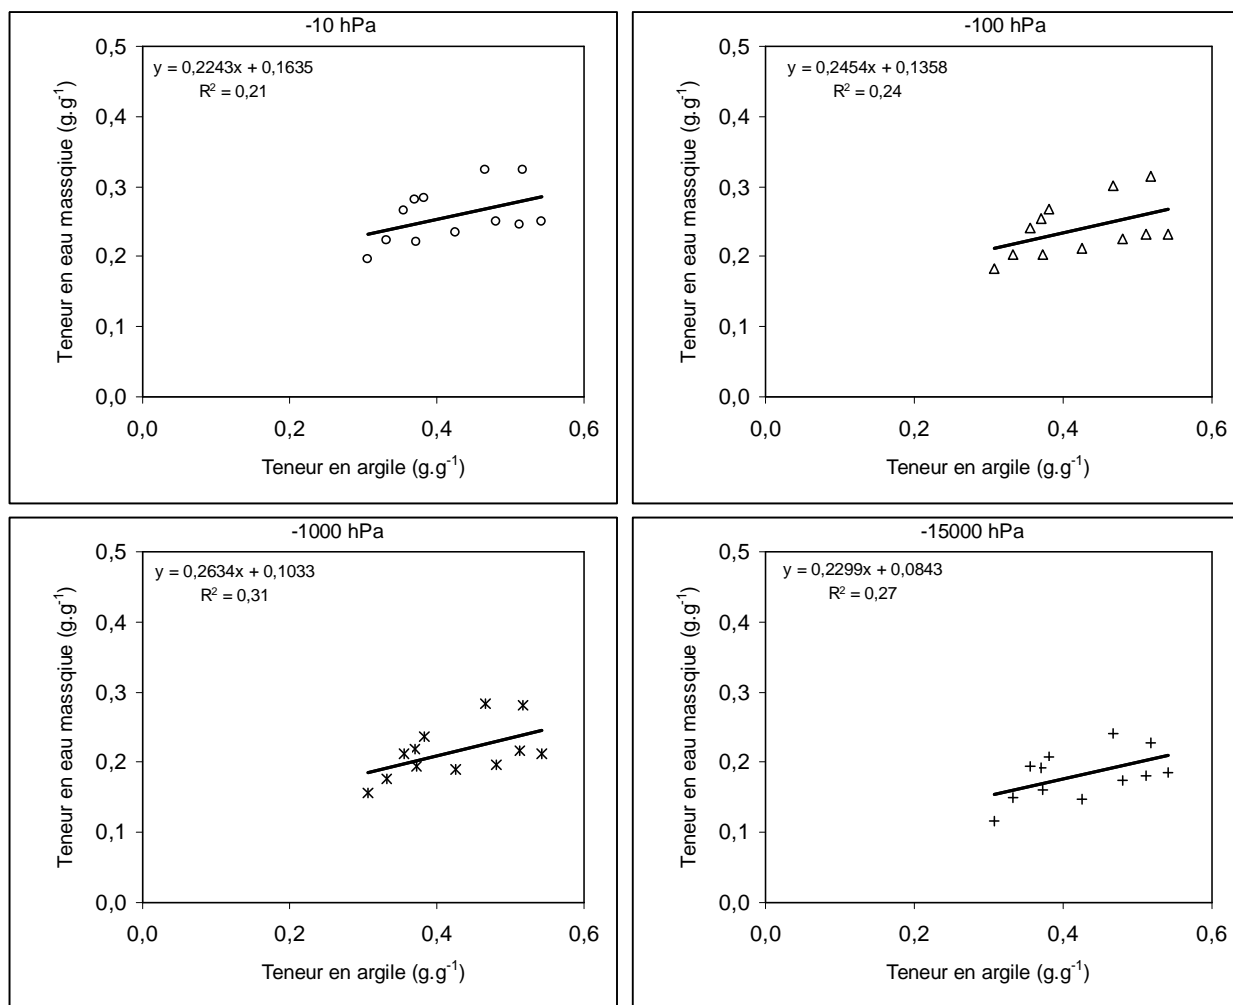 -10 hPa
y = 0,2243x + 0,1635
R² = 0,21
Teneur en eau massqiue (g.g⁻¹)
0,5
0,4
0,3
0,2
0,1
0,0
0,0 0,2 0,4 0,6
Teneur en argile (g.g⁻¹)
-100 hPa
y = 0,2454x + 0,1358
R² = 0,24
Teneur en eau massqiue (g.g⁻¹)
0,5
0,4
0,3
0,2
0,1
0,0
0,0 0,2 0,4 0,6
Teneur en argile (g.g⁻¹)
-1000 hPa
y = 0,2634x + 0,1033
R² = 0,31
Teneur en eau massqiue (g.g⁻¹)
0,5
0,4
0,3
0,2
0,1
0,0
0,0 0,2 0,4 0,6
Teneur en argile (g.g⁻¹)
-15000 hPa
y = 0,2299x + 0,0843
R² = 0,27
Teneur en eau massqiue (g.g⁻¹)
0,5
0,4
0,3
0,2
0,1
0,0
0,0 0,2 0,4 0,6
Teneur en argile (g.g⁻¹)